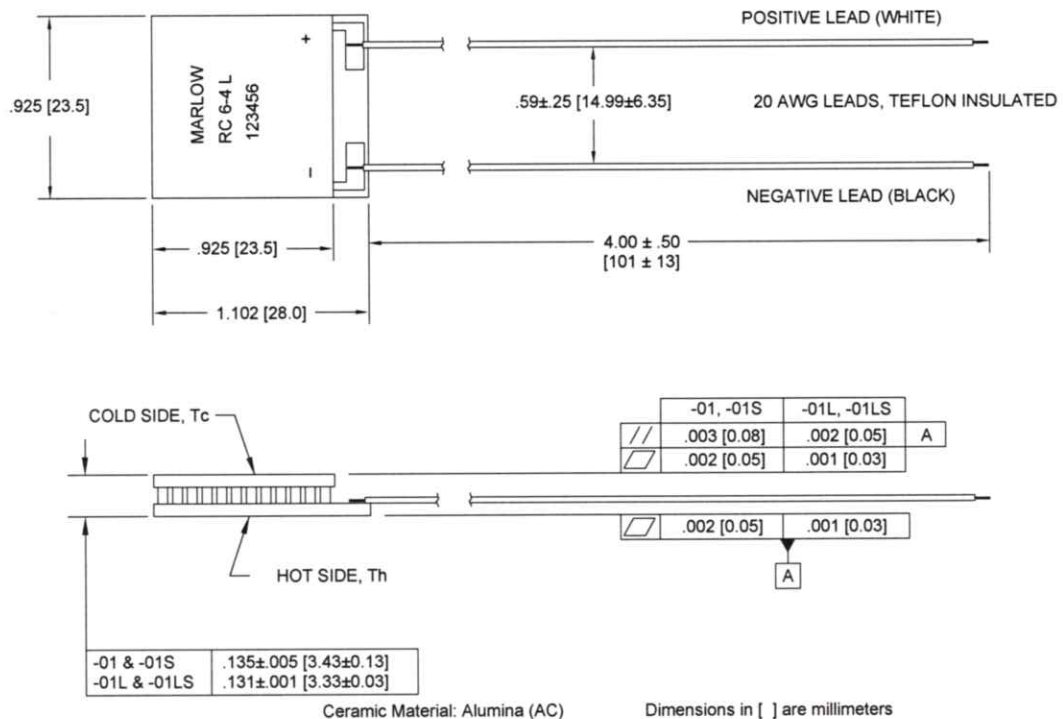 POSITIVE LEAD (WHITE)
+
.925 [23.5]
MARLOW
RC 6-4 L
123456
.59±.25 [14.99±6.35]
20 AWG LEADS, TEFLON INSULATED
–
NEGATIVE LEAD (BLACK)
.925 [23.5]
4.00 ± .50
[101 ± 13]
1.102 [28.0]
COLD SIDE, Tc
-01, -01S -01L, -01LS
// .003 [0.08] .002 [0.05] A
.002 [0.05] .001 [0.03]
.002 [0.05] .001 [0.03]
A
HOT SIDE, Th
-01 & -01S .135±.005 [3.43±0.13]
-01L & -01LS .131±.001 [3.33±0.03]
Ceramic Material: Alumina (AC) Dimensions in [ ] are millimeters